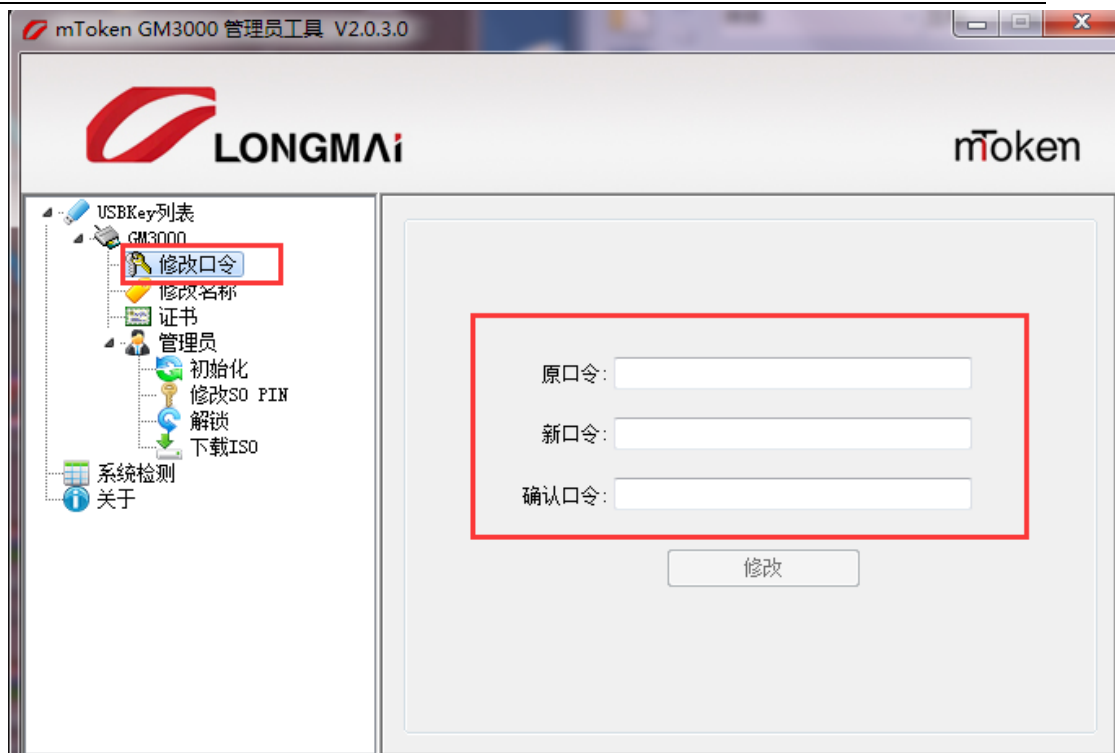 mToken GM3000 管理员工具 V2.0.3.0
LONGMAi
mToken
USBKey列表
GM3000
修改口令
修改名称
证书
管理员
初始化
修改SO PIN
解锁
下载ISO
系统检测
关于
原口令:
新口令:
确认口令:
修改